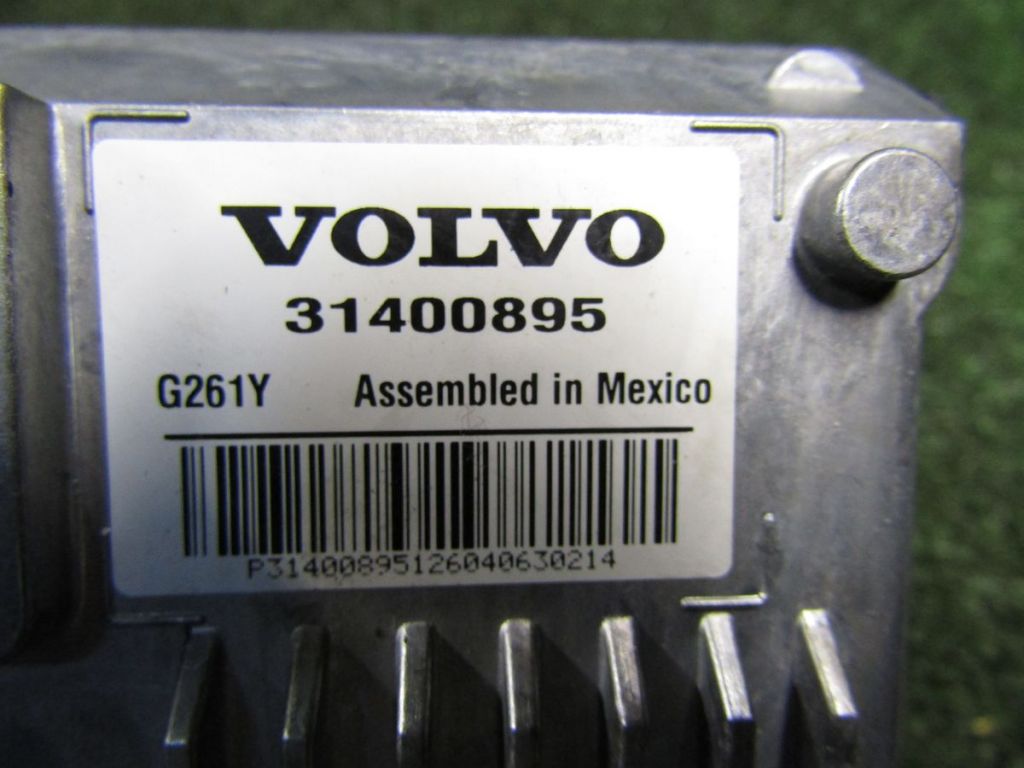 VOLVO
31400895
G261Y Assembled in Mexico
P31400895126040630214